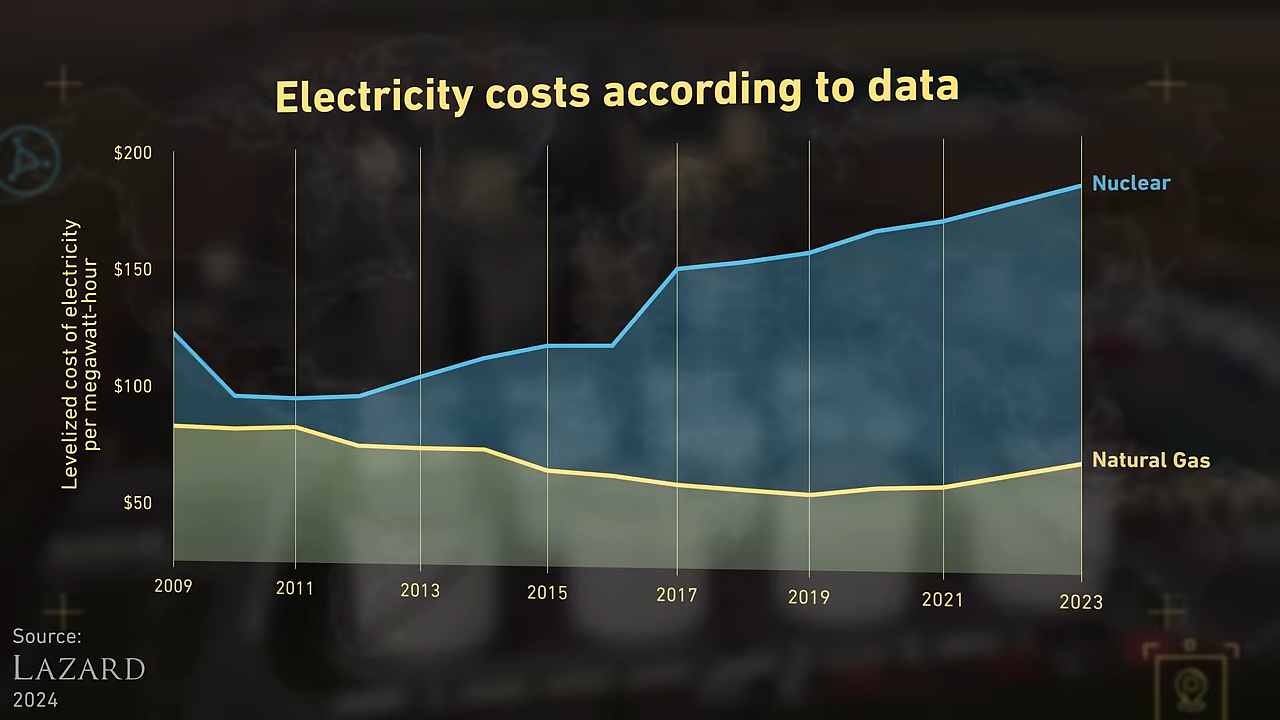 Electricity costs according to data
$200
$150
$100
$50
Levelized cost of electricity
per megawatt-hour
Nuclear
Natural Gas
2009
2011
2013
2015
2017
2019
2021
2023
Source:
LAZARD
2024